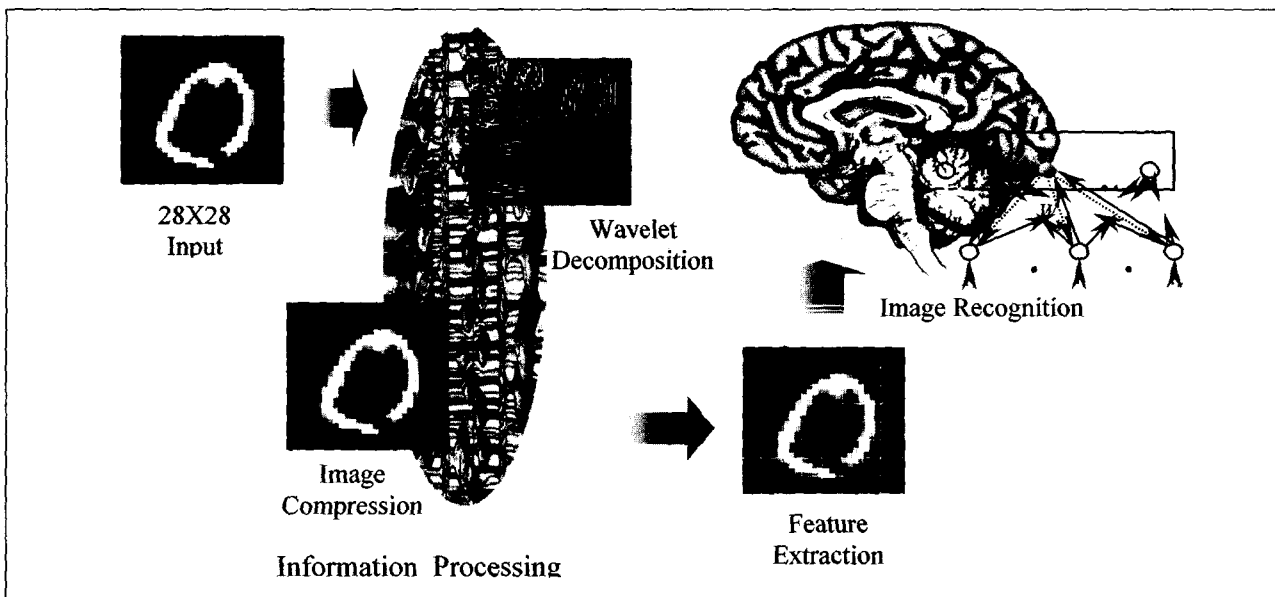 28X28
Input
Wavelet
Decomposition
Image
Compression
Information Processing
Feature
Extraction
Image Recognition